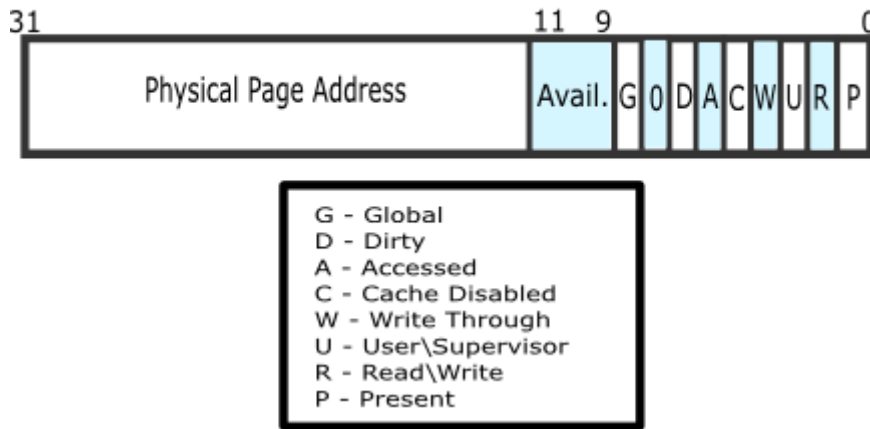 31 11 9 0
Physical Page Address Avail. G 0 D A C W U R P
G - Global
D - Dirty
A - Accessed
C - Cache Disabled
W - Write Through
U - User\Supervisor
R - Read\Write
P - Present